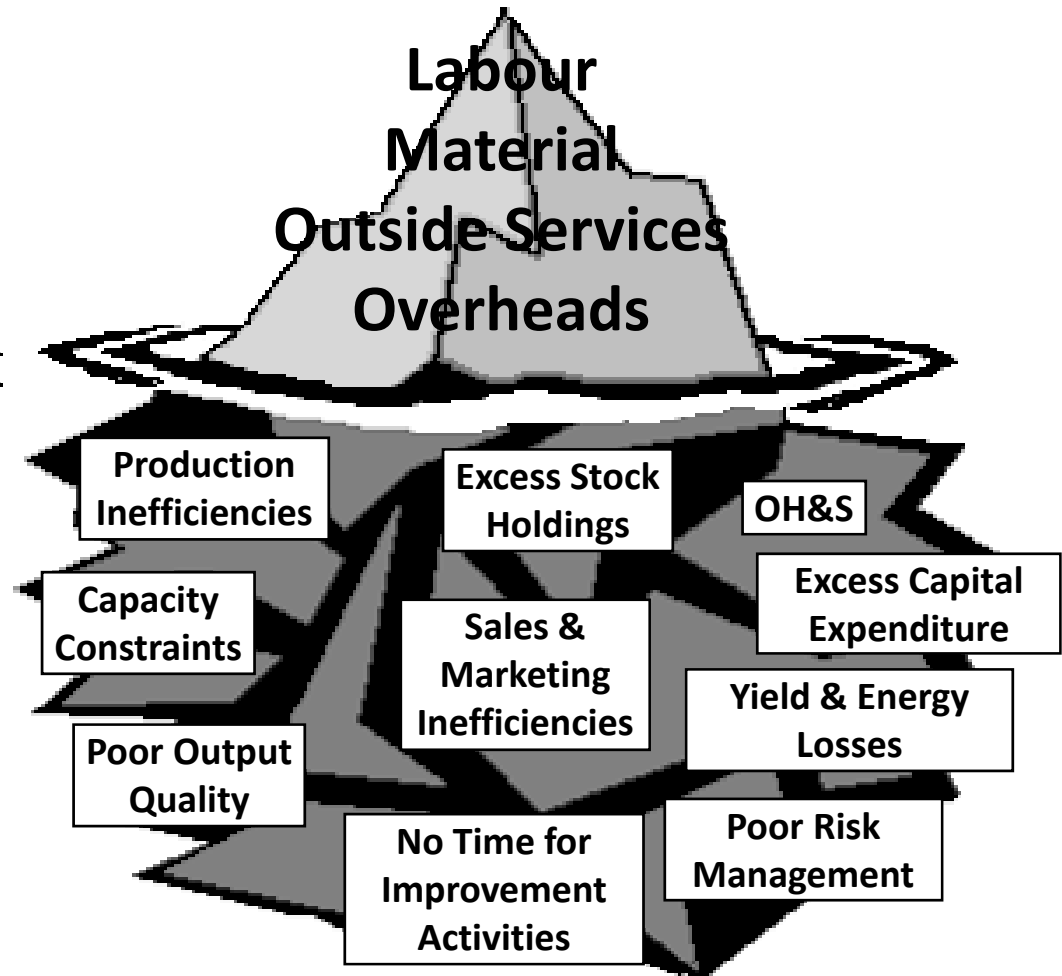 Labour
Material
Outside Services
Overheads
Production
Inefficiencies
Excess Stock
Holdings
OH&S
Capacity
Constraints
Sales &
Marketing
Inefficiencies
Excess Capital
Expenditure
Yield & Energy
Losses
Poor Output
Quality
No Time for
Improvement
Activities
Poor Risk
Management